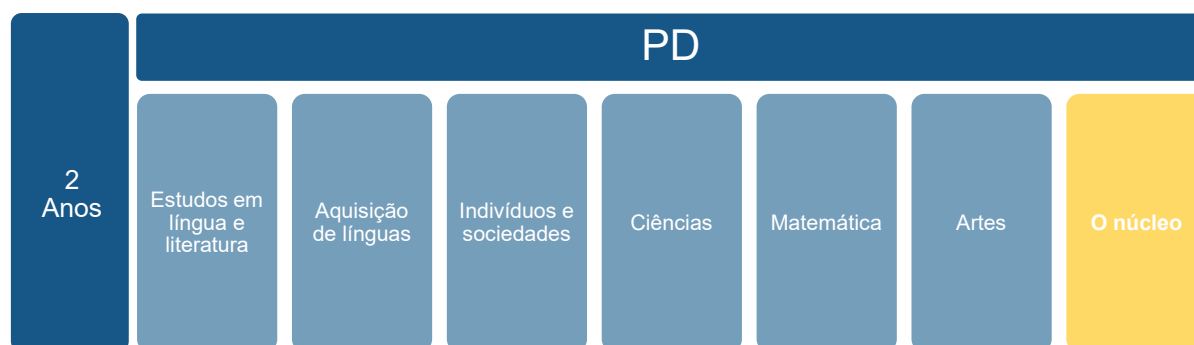 PD
2
Anos
Estudos em
língua e
literatura
Aquisição
de línguas
Indivíduos e
sociedades
Ciências
Matemática
Artes
O núcleo